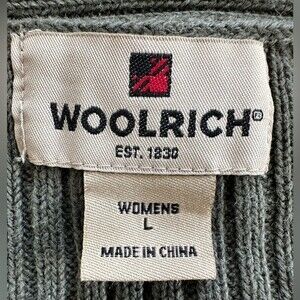 WOOLRICH®
EST. 1830
WOMENS
L
MADE IN CHINA